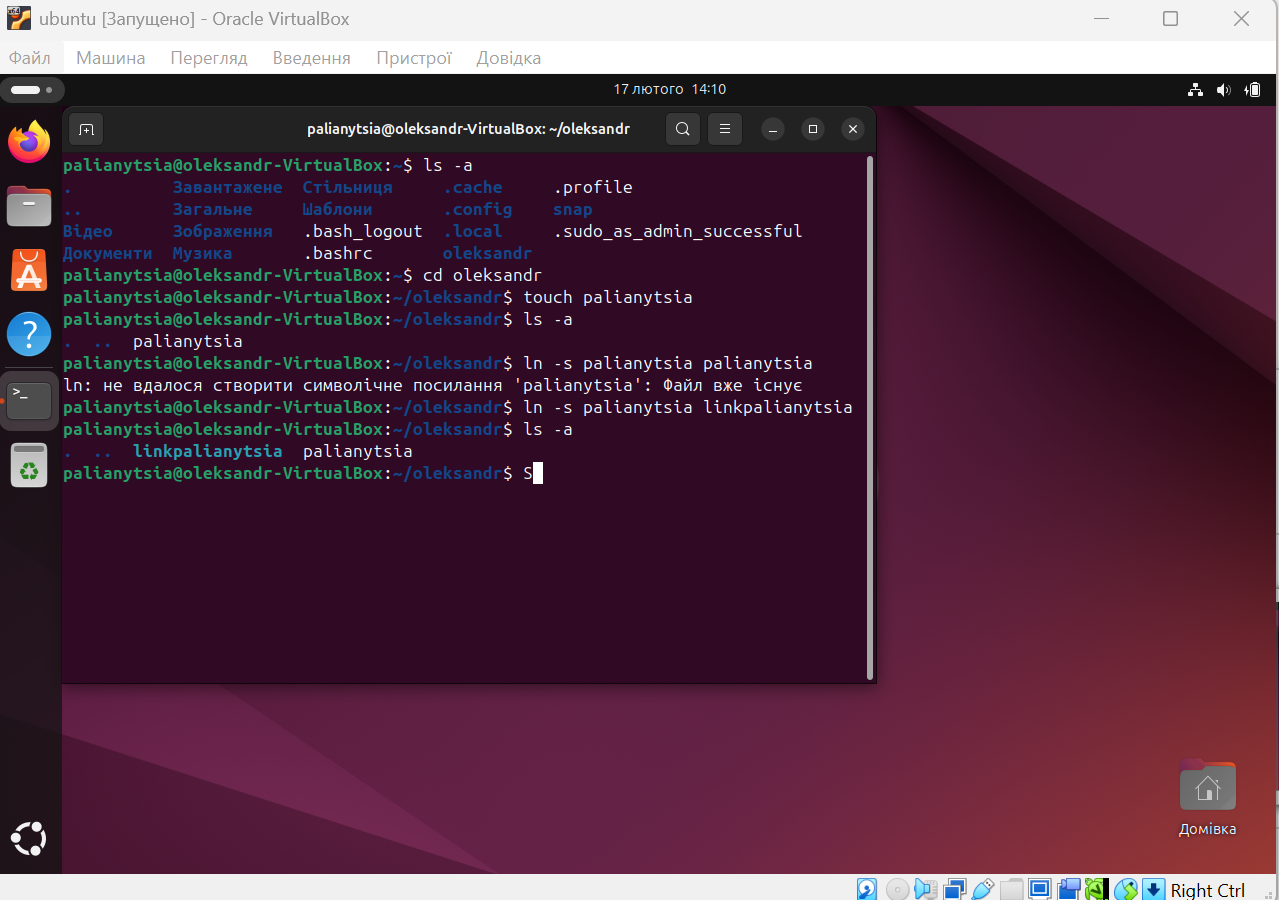 ubuntu [Запущено] - Oracle VirtualBox
Файл Машина Перегляд Введення Пристрої Довідка
17 лютого 14:10
palianytsia@oleksandr-VirtualBox: ~/oleksandr
palianytsia@oleksandr-VirtualBox:~$ ls -a
. Завантажене Стільниця .cache .profile
.. Загальне Шаблони .config snap
Відео Зображення .bash_logout .local .sudo_as_admin_successful
Документи Музика .bashrc oleksandr
palianytsia@oleksandr-VirtualBox:~$ cd oleksandr
palianytsia@oleksandr-VirtualBox:~/oleksandr$ touch palianytsia
palianytsia@oleksandr-VirtualBox:~/oleksandr$ ls -a
. .. palianytsia
palianytsia@oleksandr-VirtualBox:~/oleksandr$ ln -s palianytsia palianytsia
ln: не вдалося створити символічне посилання 'palianytsia': Файл вже існує
palianytsia@oleksandr-VirtualBox:~/oleksandr$ ln -s palianytsia linkpalianytsia
palianytsia@oleksandr-VirtualBox:~/oleksandr$ ls -a
. .. linkpalianytsia palianytsia
palianytsia@oleksandr-VirtualBox:~/oleksandr$ S
Домівка
Right Ctrl